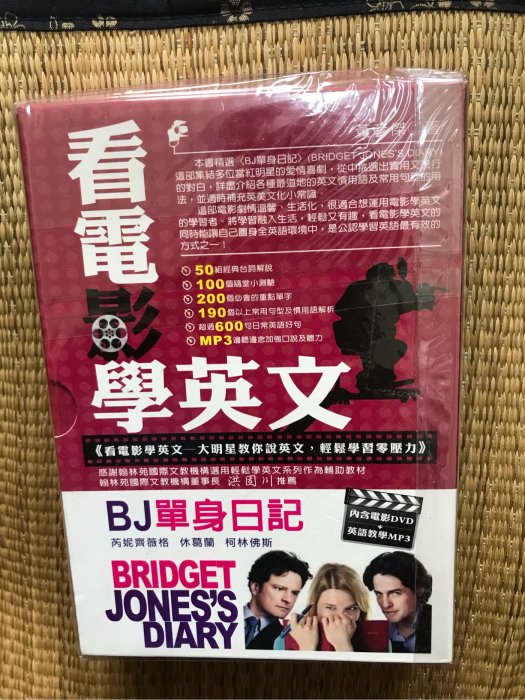 看電影
學英文
本書精選〈BJ單身日記〉(BRIDGET JONES'S DIARY)
這部集結多位當紅明星的愛情喜劇，從中挑選出實用又流行
的對白，詳盡介紹各種最道地的英文慣用語及常用句型的用
法，並適時補充英美文化小常識。
這部電影劇情溫馨、生活化，很適合想運用電影學英文
的學習者。將學習融入生活，輕鬆又有趣，看電影學英文的
同時能讓自己置身全英語環境中，是公認學習英語最有效的
方式之一！
50組經典台詞解說
100個隨堂小測驗
200個必會的重點單字
190個以上常用句型及慣用語解析
超過600句日常英語好句
MP3邊聽邊唸加強口說及聽力
《看電影學英文—大明星教你說英文，輕鬆學習零壓力》
感謝翰林苑國際文教機構選用輕鬆學英文系列作為輔助教材
翰林苑國際文教機構董事長 洪國川 推薦
BJ單身日記
芮妮齊薇格 休葛蘭 柯林佛斯
內含電影DVD
+
英語教學MP3
BRIDGET
JONES'S
DIARY